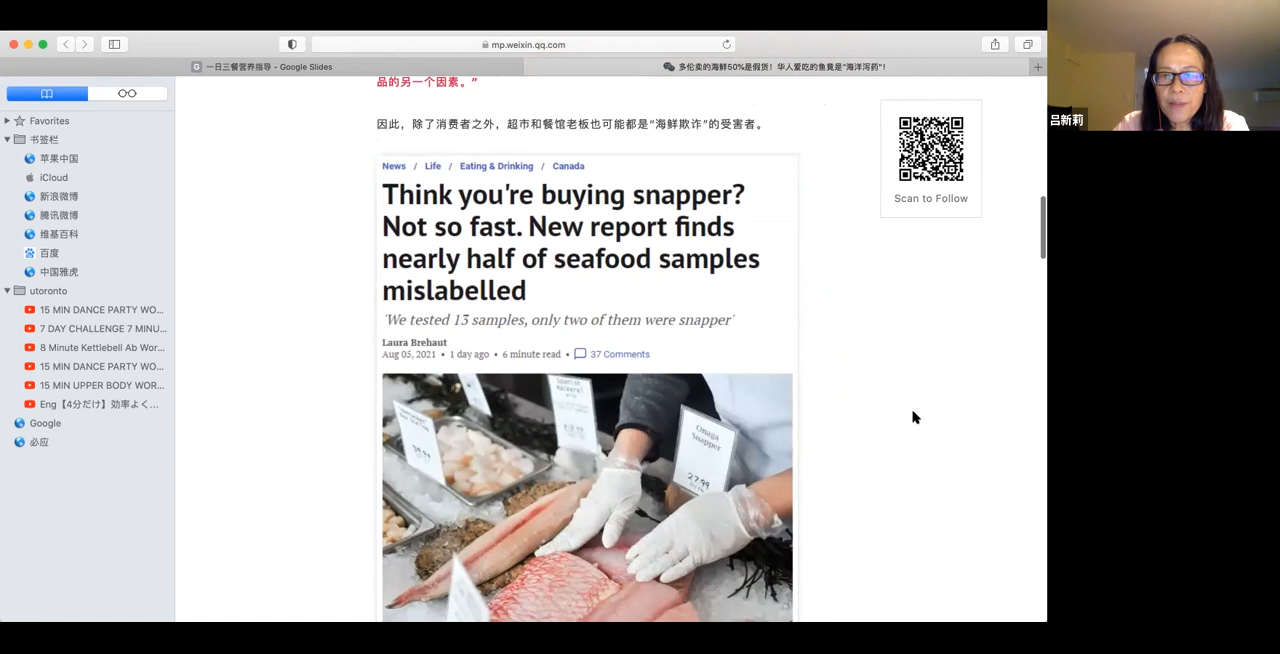 mp.weixin.qq.com
一日三餐营养指导 - Google Slides
多伦卖的海鲜50%是假货！华人爱吃的鱼竟是“海洋泻药”！
Favorites
书签栏
苹果中国
iCloud
新浪微博
腾讯微博
维基百科
百度
中国雅虎
utoronto
15 MIN DANCE PARTY WO...
7 DAY CHALLENGE 7 MINU...
8 Minute Kettlebell Ab Wor...
15 MIN DANCE PARTY WO...
15 MIN UPPER BODY WOR...
Eng【4分だけ】効率よく...
Google
必应
品的另一个因素。”
因此，除了消费者之外，超市和餐馆老板也可能都是“海鲜欺诈”的受害者。
News / Life / Eating & Drinking / Canada
Think you're buying snapper?
Not so fast. New report finds
nearly half of seafood samples
mislabelled
'We tested 13 samples, only two of them were snapper'
Laura Brehaut
Aug 05, 2021 • 1 day ago • 6 minute read • 37 Comments
Onaga
Snapper
27.99
Scan to Follow
吕新莉